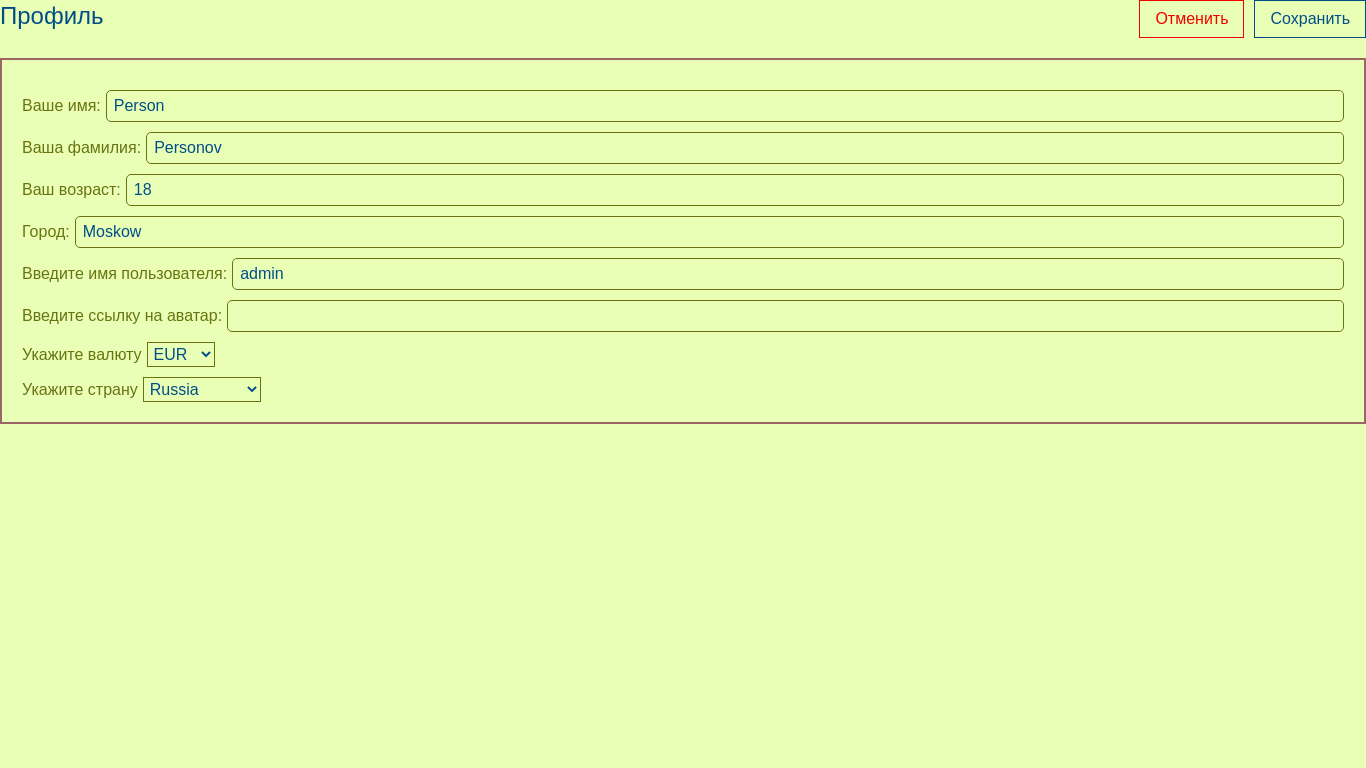 Профиль Отменить Сохранить
Ваше имя: Person
Ваша фамилия: Personov
Ваш возраст: 18
Город: Moskow
Введите имя пользователя: admin
Введите ссылку на аватар:
Укажите валюту EUR
Укажите страну Russia